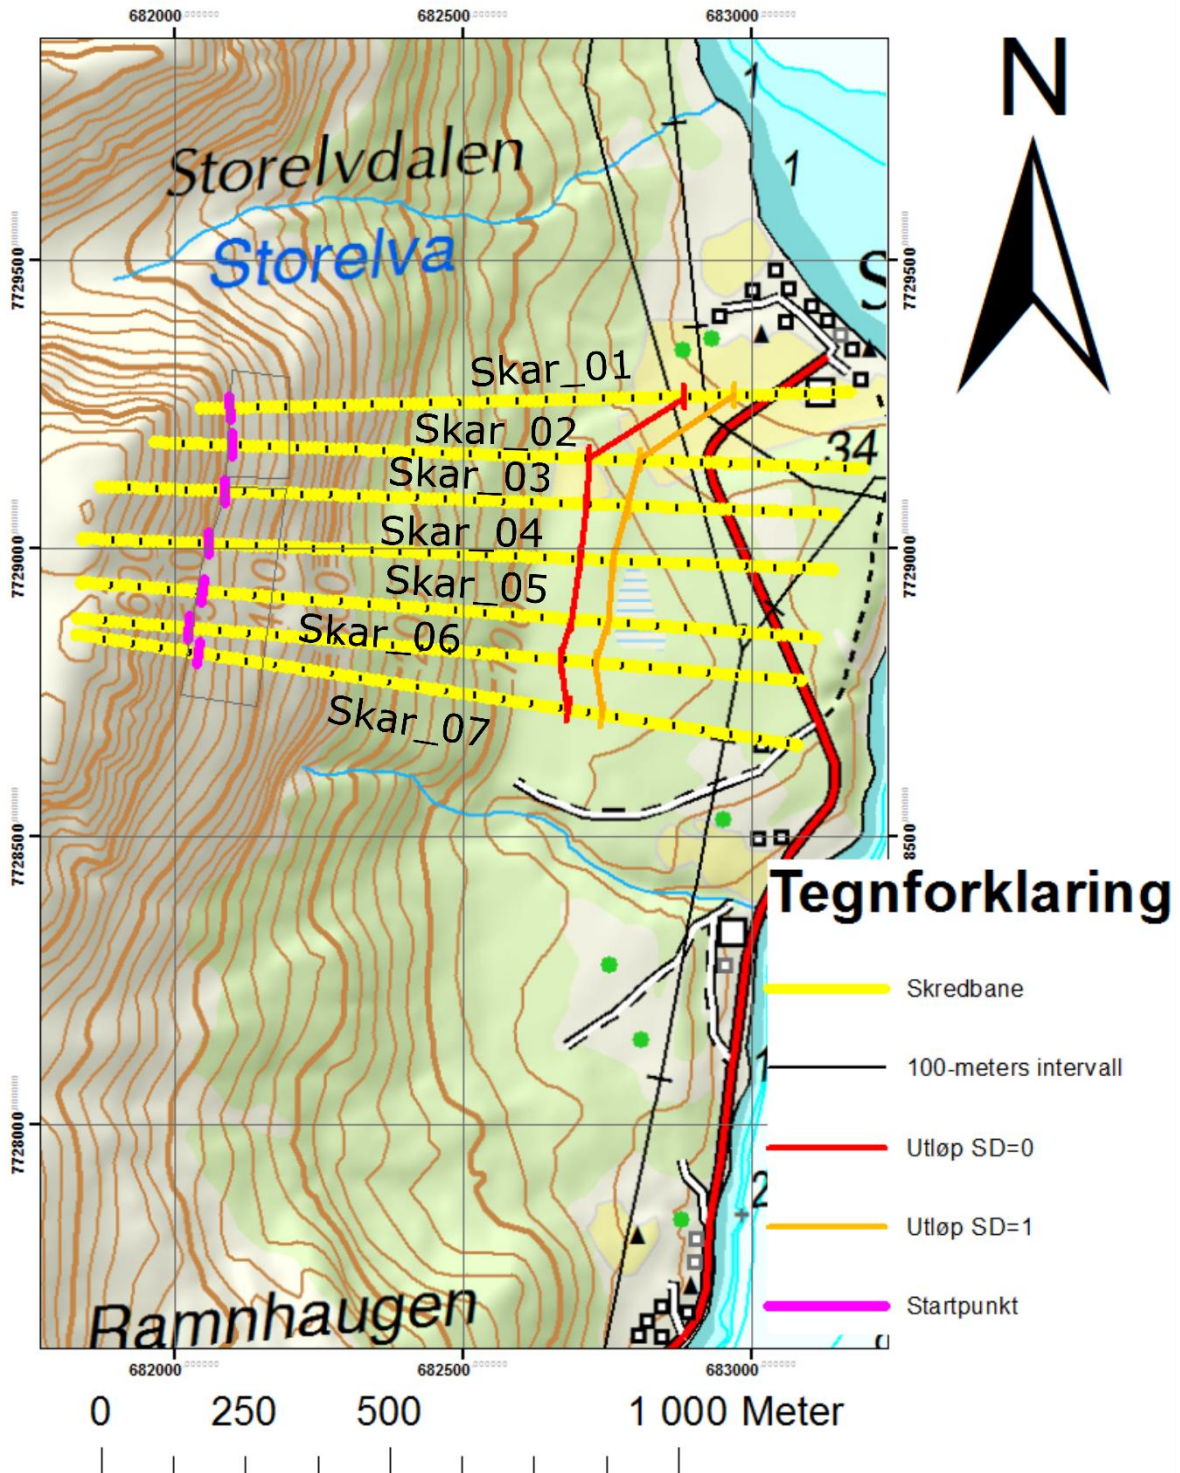 682000
682500
683000
N
1
1
Storelvdalen
Storelva
7729500
7729500
S
Skar_01
Skar_02
34
Skar_03
Skar_04
7729000
7729000
Skar_05
Skar_06
Skar_07
7728500
8500
Tegnforklaring
Skredbane
100-meters intervall
Utløp SD=0
7728000
2
Utløp SD=1
Startpunkt
Ramnhaugen
682000
682500
683000
0 250 500 1 000 Meter